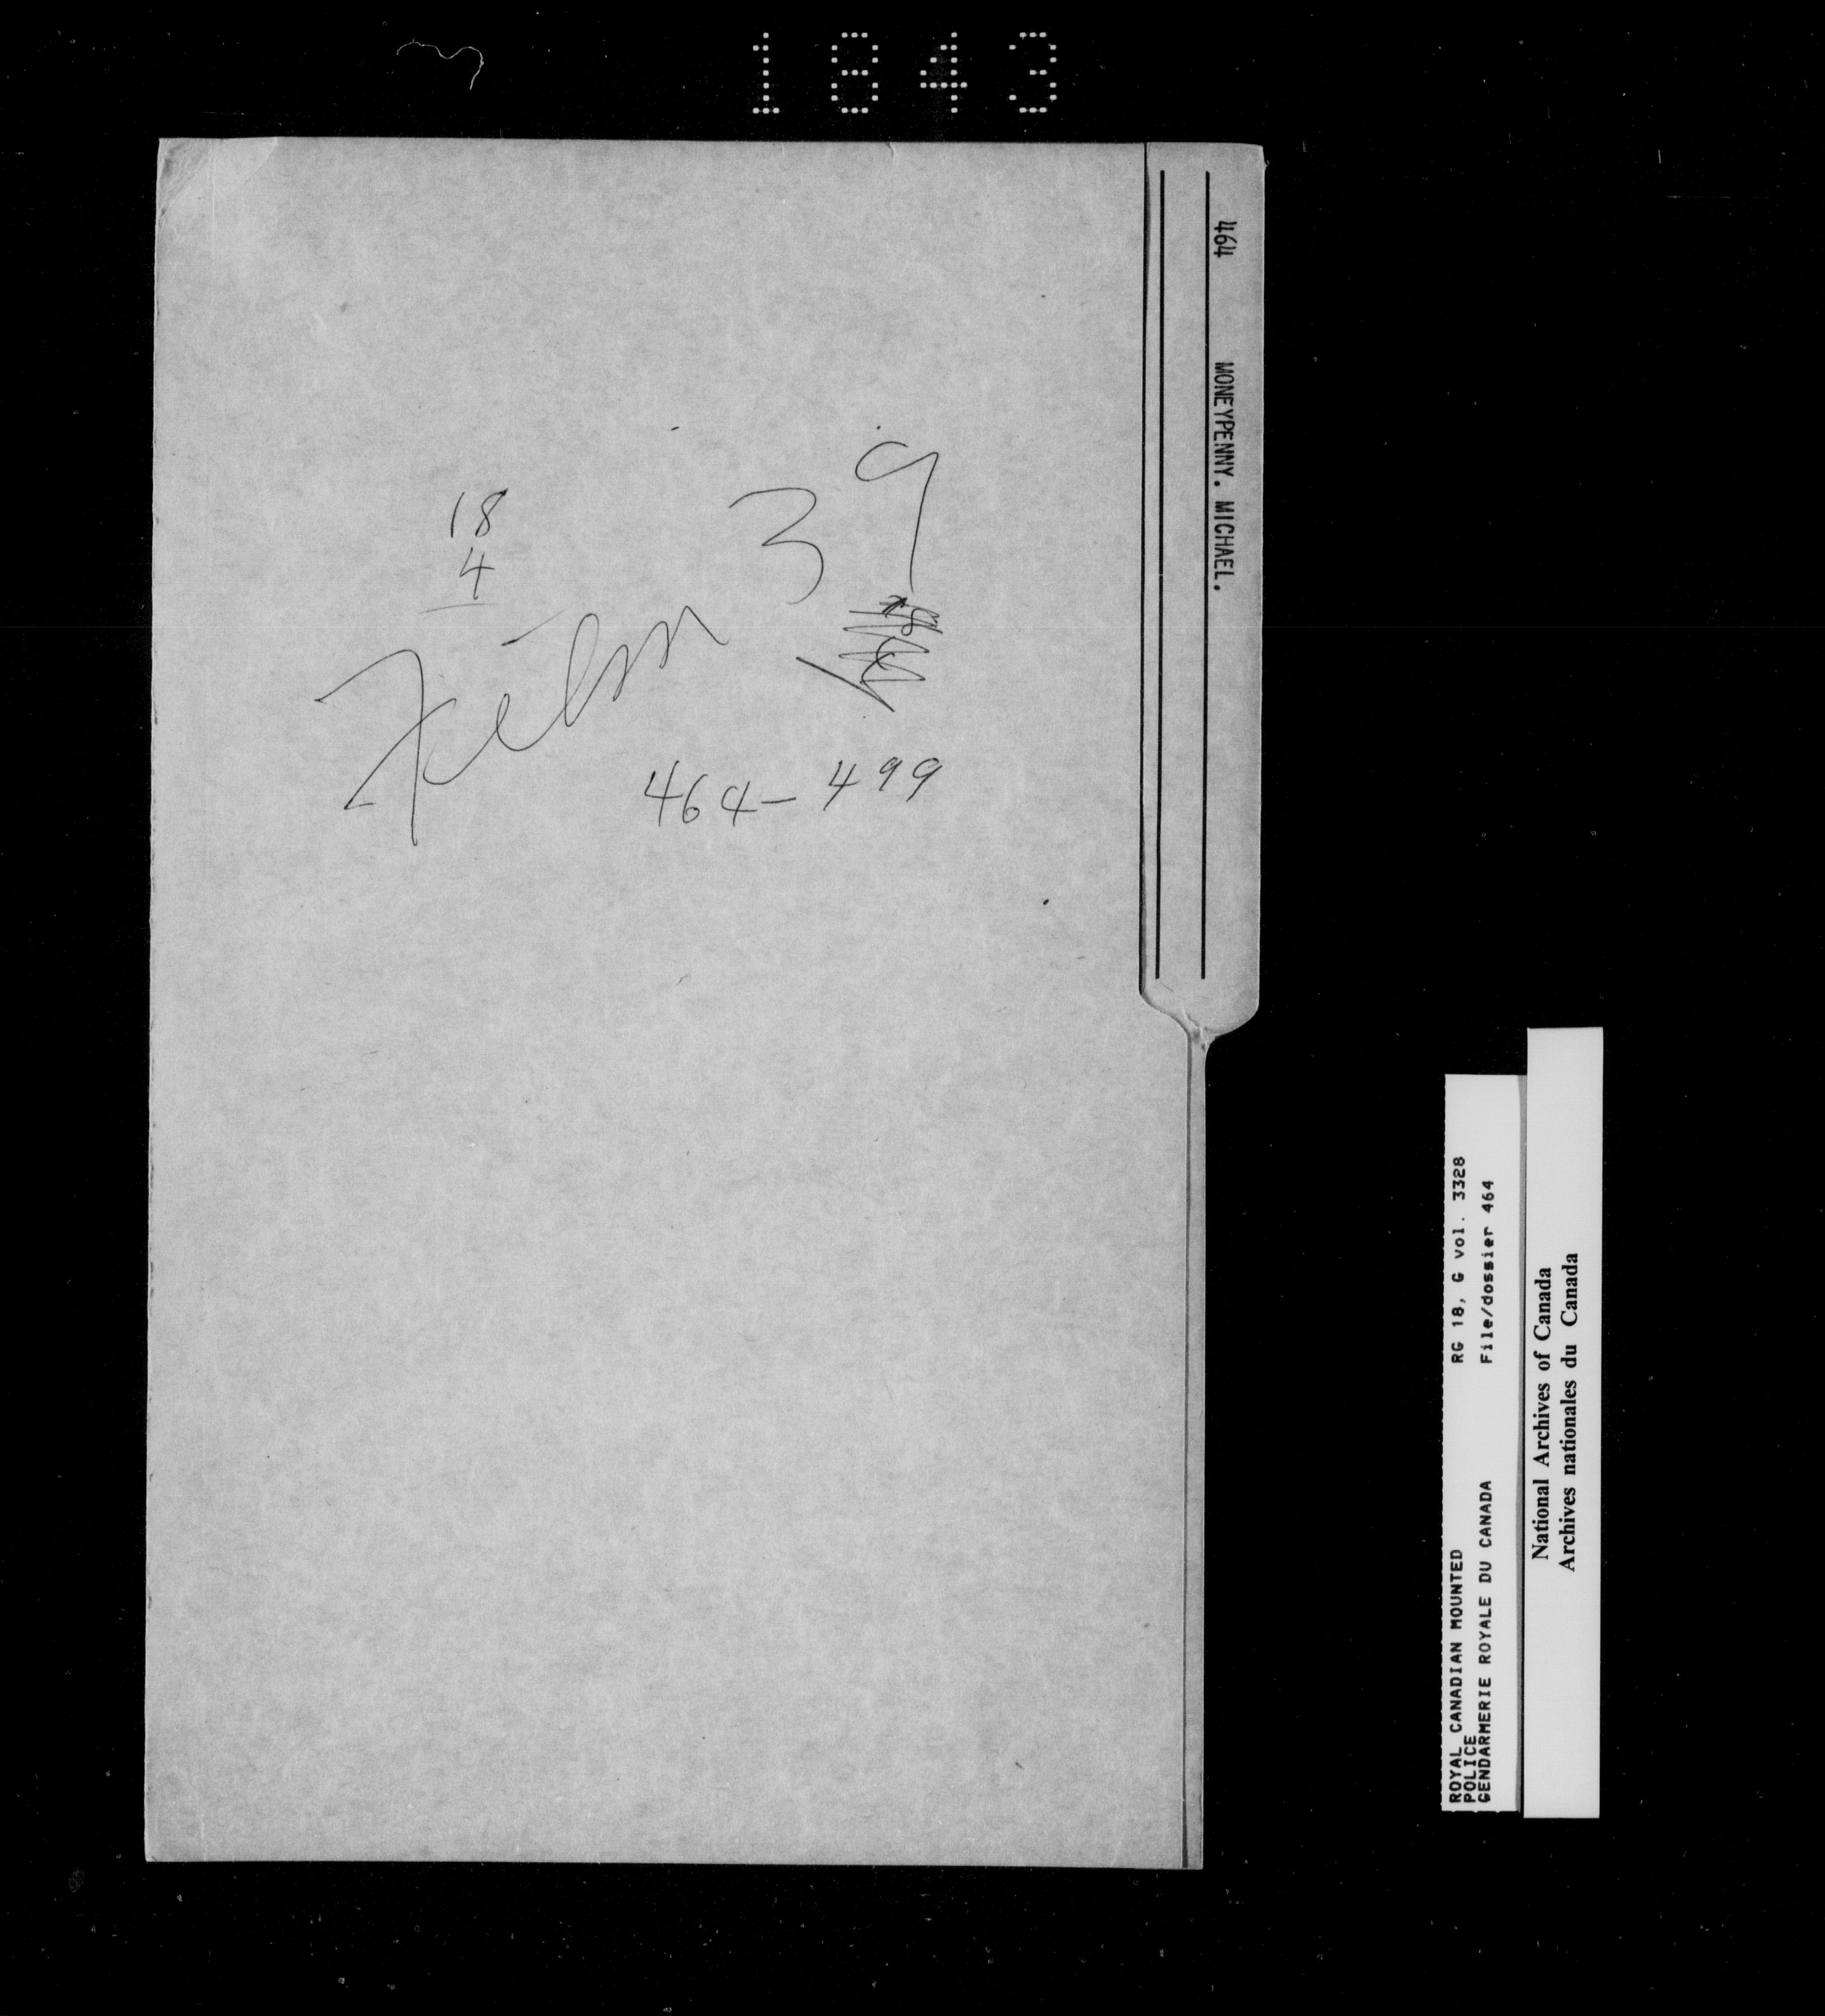 1843
464 MONEYPENNY. MICHAEL.
18
4
39
464-499
ROYAL CANADIAN MOUNTED RG 18, G vol. 3328
POLICE File/dossier 464
GENDARMERIE ROYALE DU CANADA
National Archives of Canada
Archives nationales du Canada